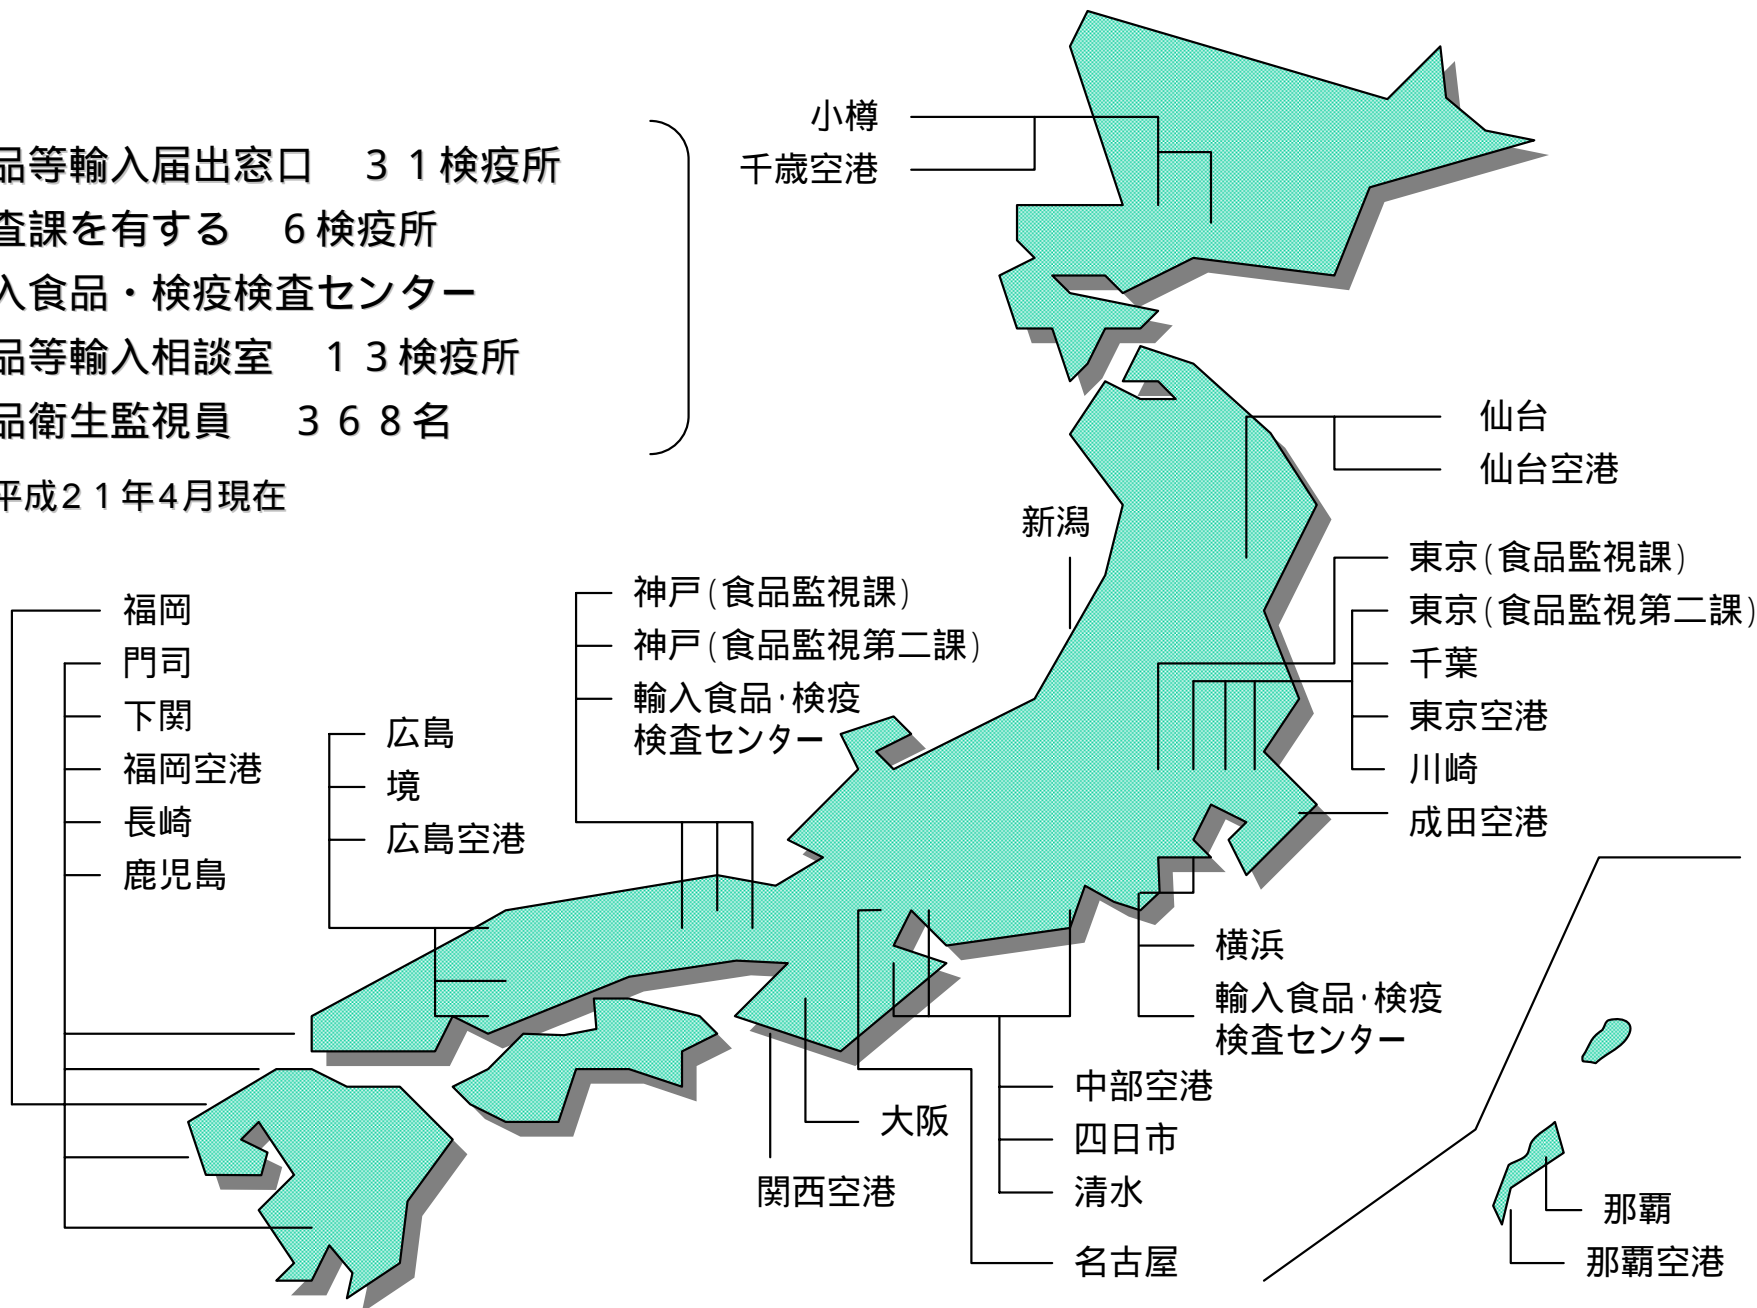 小樽
千歳空港
品等輸入届出窓口　３１検疫所
査課を有する　６検疫所
入食品・検疫検査センター
品等輸入相談室　１３検疫所
品衛生監視員　３６８名
平成２１年４月現在
仙台
仙台空港
新潟
東京(食品監視課)
東京(食品監視第二課)
千葉
東京空港
川崎
成田空港
神戸(食品監視課)
神戸(食品監視第二課)
輸入食品・検疫
検査センター
福岡
門司
下関
福岡空港
長崎
鹿児島
広島
境
広島空港
横浜
輸入食品・検疫
検査センター
中部空港
四日市
清水
名古屋
大阪
関西空港
那覇
那覇空港